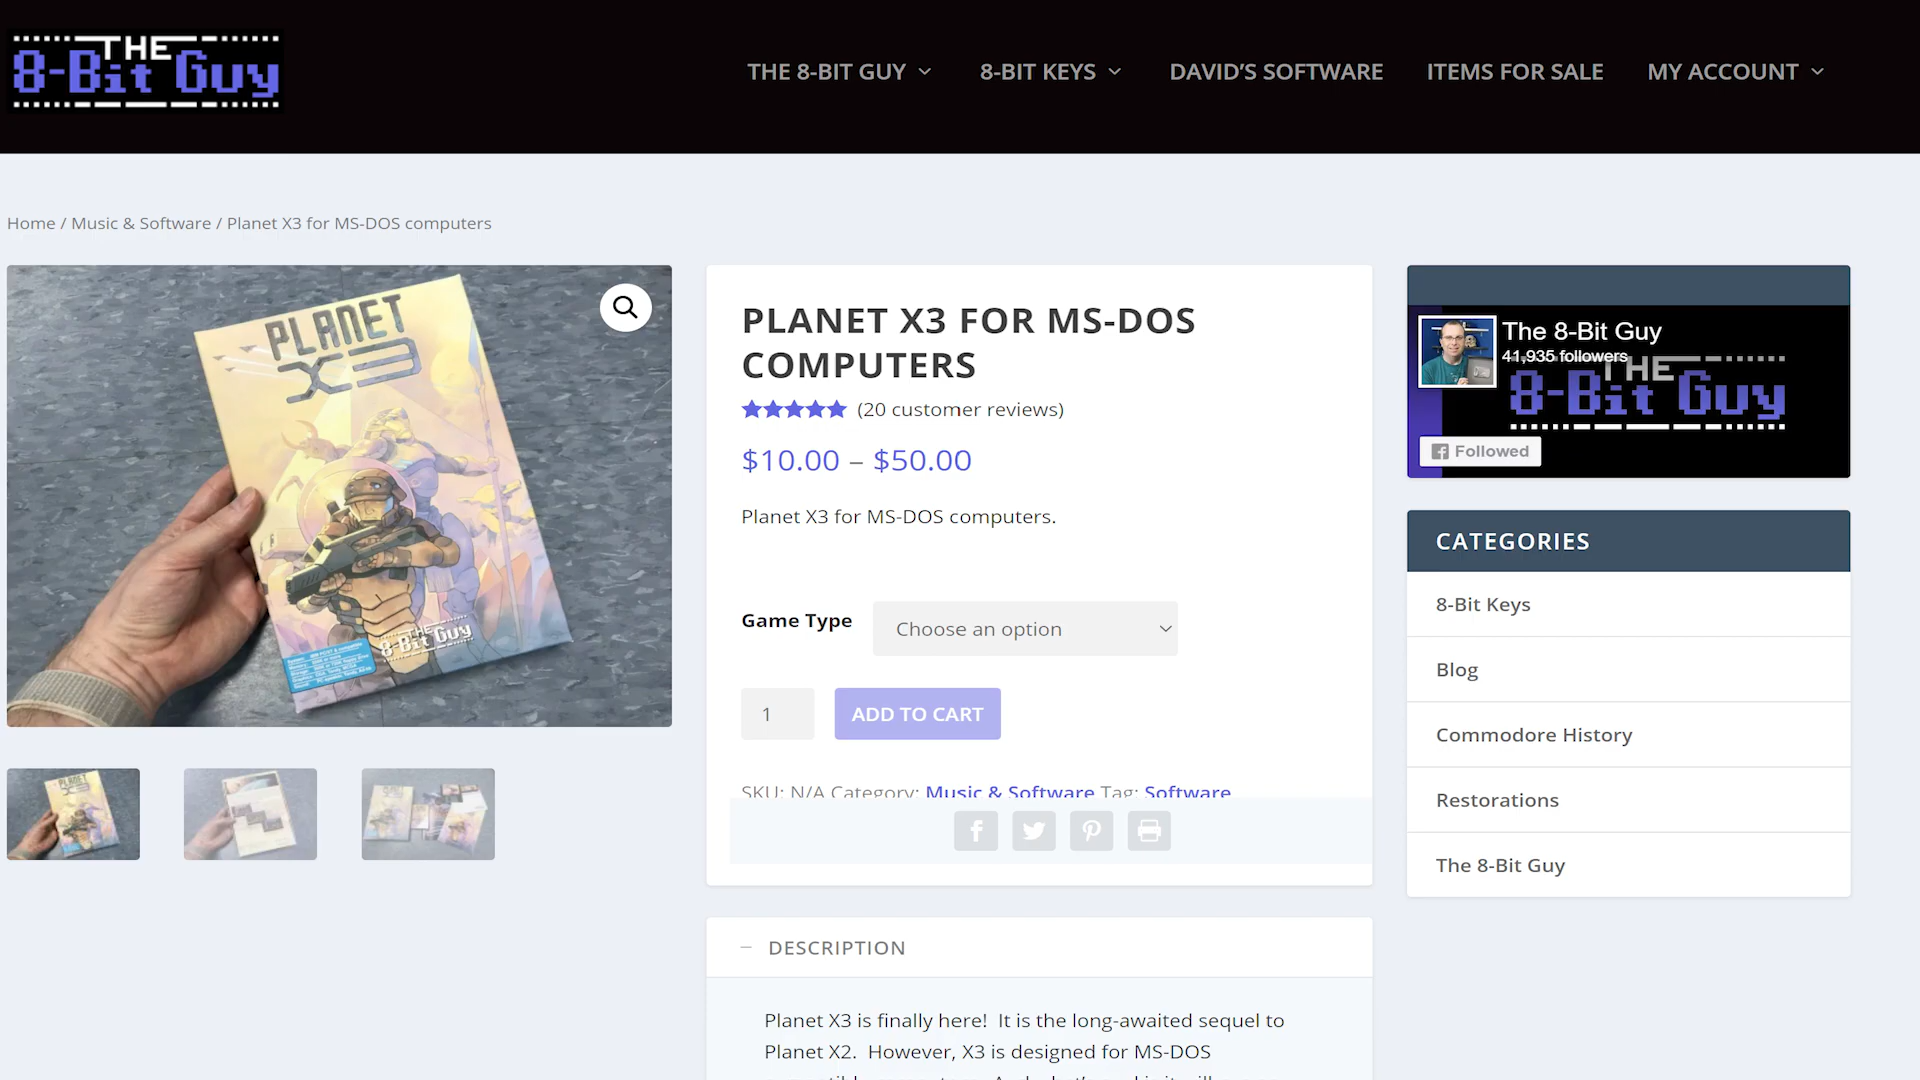 THE
8-Bit Guy
THE 8-BIT GUY
8-BIT KEYS
DAVID'S SOFTWARE
ITEMS FOR SALE
MY ACCOUNT
Home / Music & Software / Planet X3 for MS-DOS computers
PLANET
X3
THE
8-Bit Guy
PLANET X3 FOR MS-DOS
COMPUTERS
(20 customer reviews)
$10.00 – $50.00
Planet X3 for MS-DOS computers.
Game Type
Choose an option
1
ADD TO CART
SKU: N/A Category: Music & Software Tag: Software
DESCRIPTION
Planet X3 is finally here! It is the long-awaited sequel to
Planet X2. However, X3 is designed for MS-DOS
The 8-Bit Guy
41,935 followers
THE
8-Bit Guy
Followed
CATEGORIES
8-Bit Keys
Blog
Commodore History
Restorations
The 8-Bit Guy